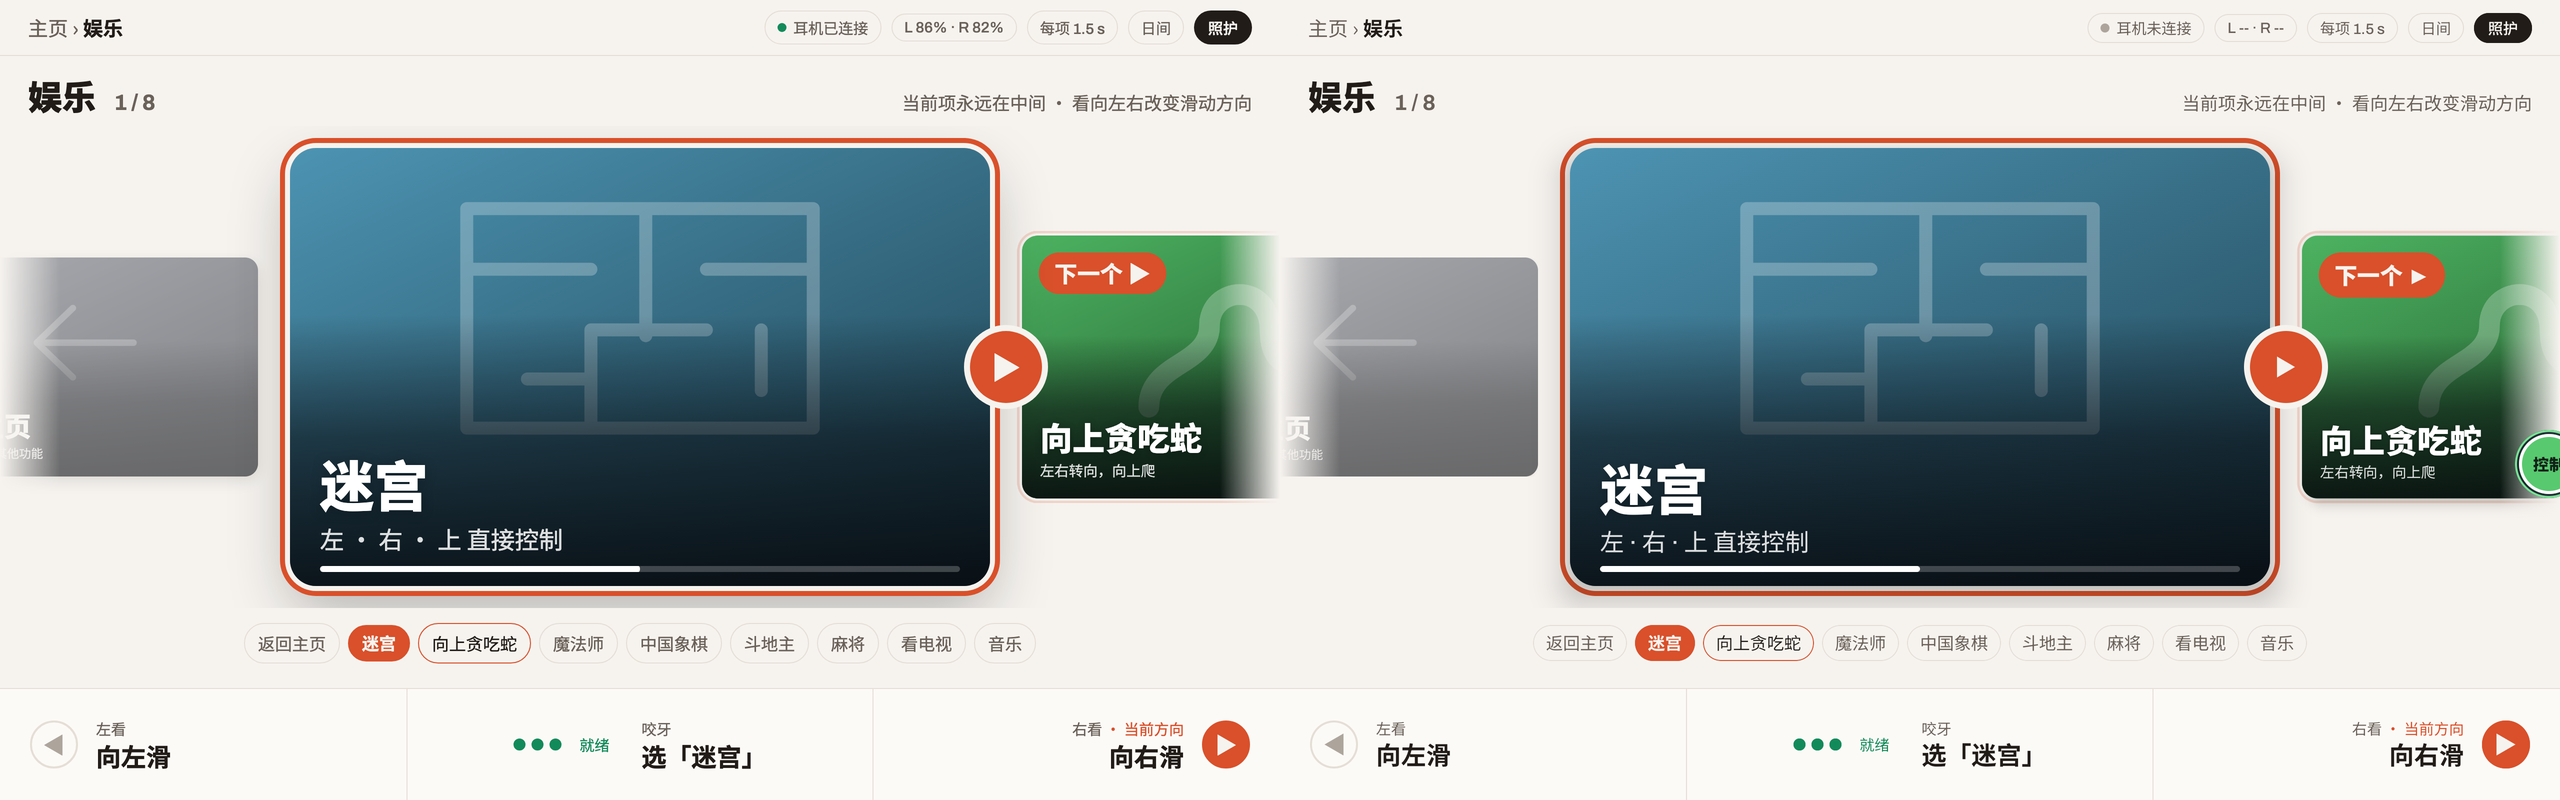 主页 › 娱乐
耳机已连接
L 86% · R 82%
每项 1.5 s
日间
照护
娱乐 1 / 8
当前项永远在中间 • 看向左右改变滑动方向
页
他功能
迷宫
左 • 右 • 上 直接控制
下一个
向上贪吃蛇
左右转向，向上爬
返回主页
迷宫
向上贪吃蛇
魔法师
中国象棋
斗地主
麻将
看电视
音乐
左看
向左滑
就绪
咬牙
选「迷宫」
右看 • 当前方向
向右滑
主页 › 娱乐
耳机未连接
L -- · R --
每项 1.5 s
日间
照护
娱乐 1 / 8
当前项永远在中间 • 看向左右改变滑动方向
页
他功能
迷宫
左 · 右 · 上 直接控制
下一个
向上贪吃蛇
左右转向，向上爬
返回主页
迷宫
向上贪吃蛇
魔法师
中国象棋
斗地主
麻将
看电视
音乐
左看
向左滑
就绪
咬牙
选「迷宫」
右看 • 当前方向
向右滑